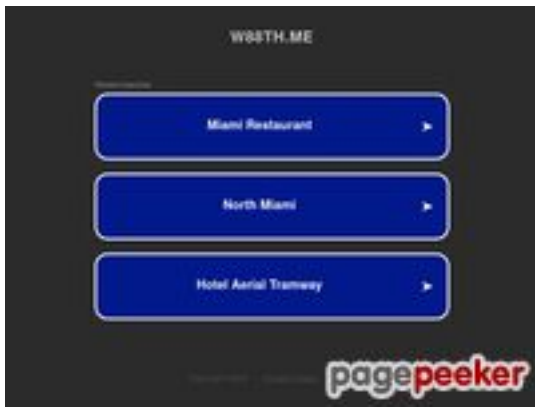 W88TH.ME
Miami Restaurant
North Miami
Hotel Aerial Tramway
pagepeeker